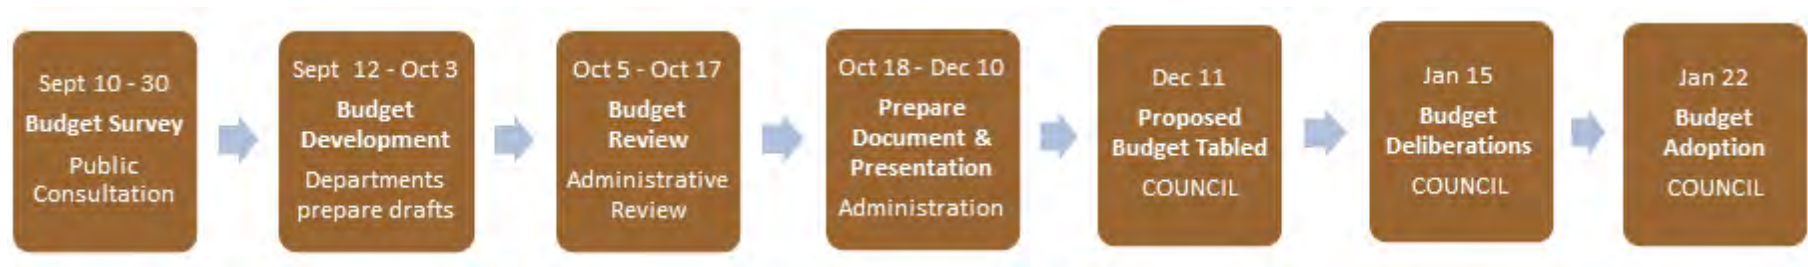 Sept 10 - 30
Budget Survey
Public
Consultation
Sept 12 - Oct 3
Budget
Development
Departments
prepare drafts
Oct 5 - Oct 17
Budget
Review
Administrative
Review
Oct 18 - Dec 10
Prepare
Document &
Presentation
Administration
Dec 11
Proposed
Budget Tabled
COUNCIL
Jan 15
Budget
Deliberations
COUNCIL
Jan 22
Budget
Adoption
COUNCIL